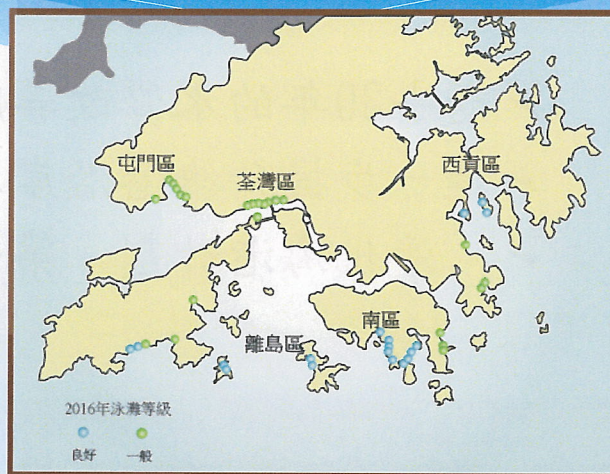 屯門區
荃灣區
西貢區
離島區
南區
2016年泳灘等級
良好
一般